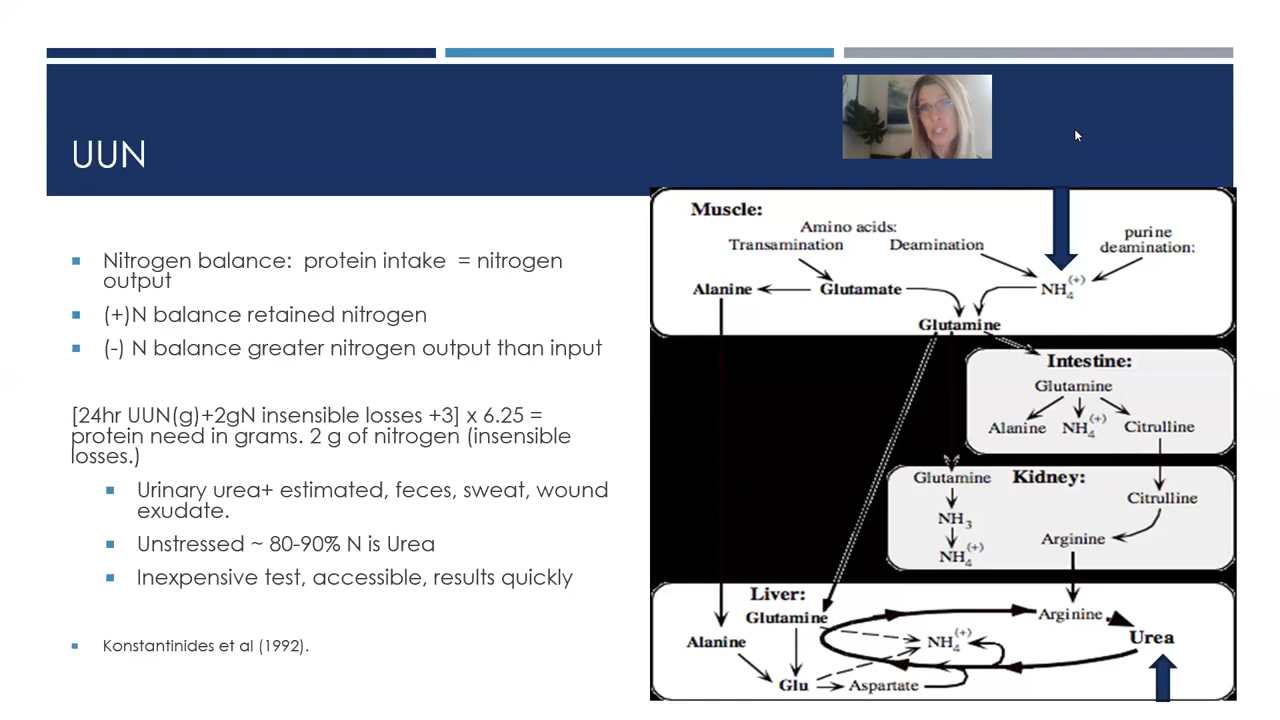 UUN
Nitrogen balance:  protein intake  = nitrogen
output
(+)N balance retained nitrogen
(-) N balance greater nitrogen output than input
[24hr UUN(g)+2gN insensible losses +3] x 6.25 =
protein need in grams. 2 g of nitrogen (insensible
losses.)
Urinary urea+ estimated, feces, sweat, wound
exudate.
Unstressed ~ 80-90% N is Urea
Inexpensive test, accessible, results quickly
Konstantinides et al (1992).
Muscle:
Amino acids:
Transamination Deamination
purine
deamination:
Alanine Glutamate NH4(+)
Glutamine
Intestine:
Glutamine
Alanine NH4(+) Citrulline
Glutamine Kidney:
Citrulline
NH3
Arginine
NH4(+)
Liver:
Glutamine Arginine
Alanine NH4(+) Urea
Glu Aspartate